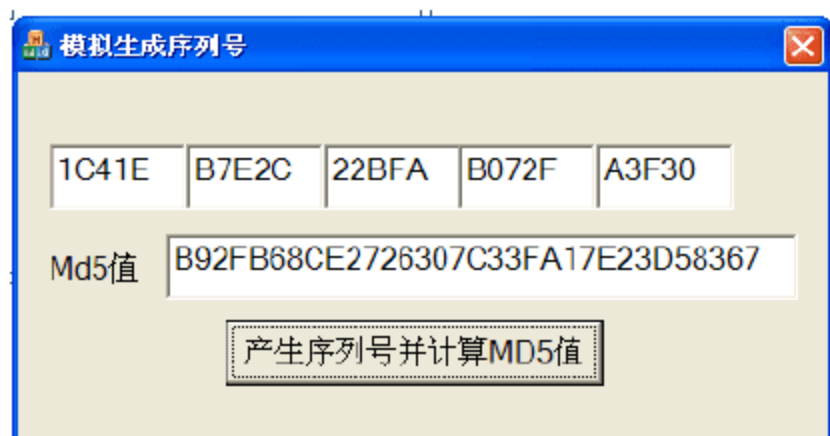 模拟生成序列号
1C41E B7E2C 22BFA B072F A3F30
Md5值 B92FB68CE2726307C33FA17E23D58367
产生序列号并计算MD5值